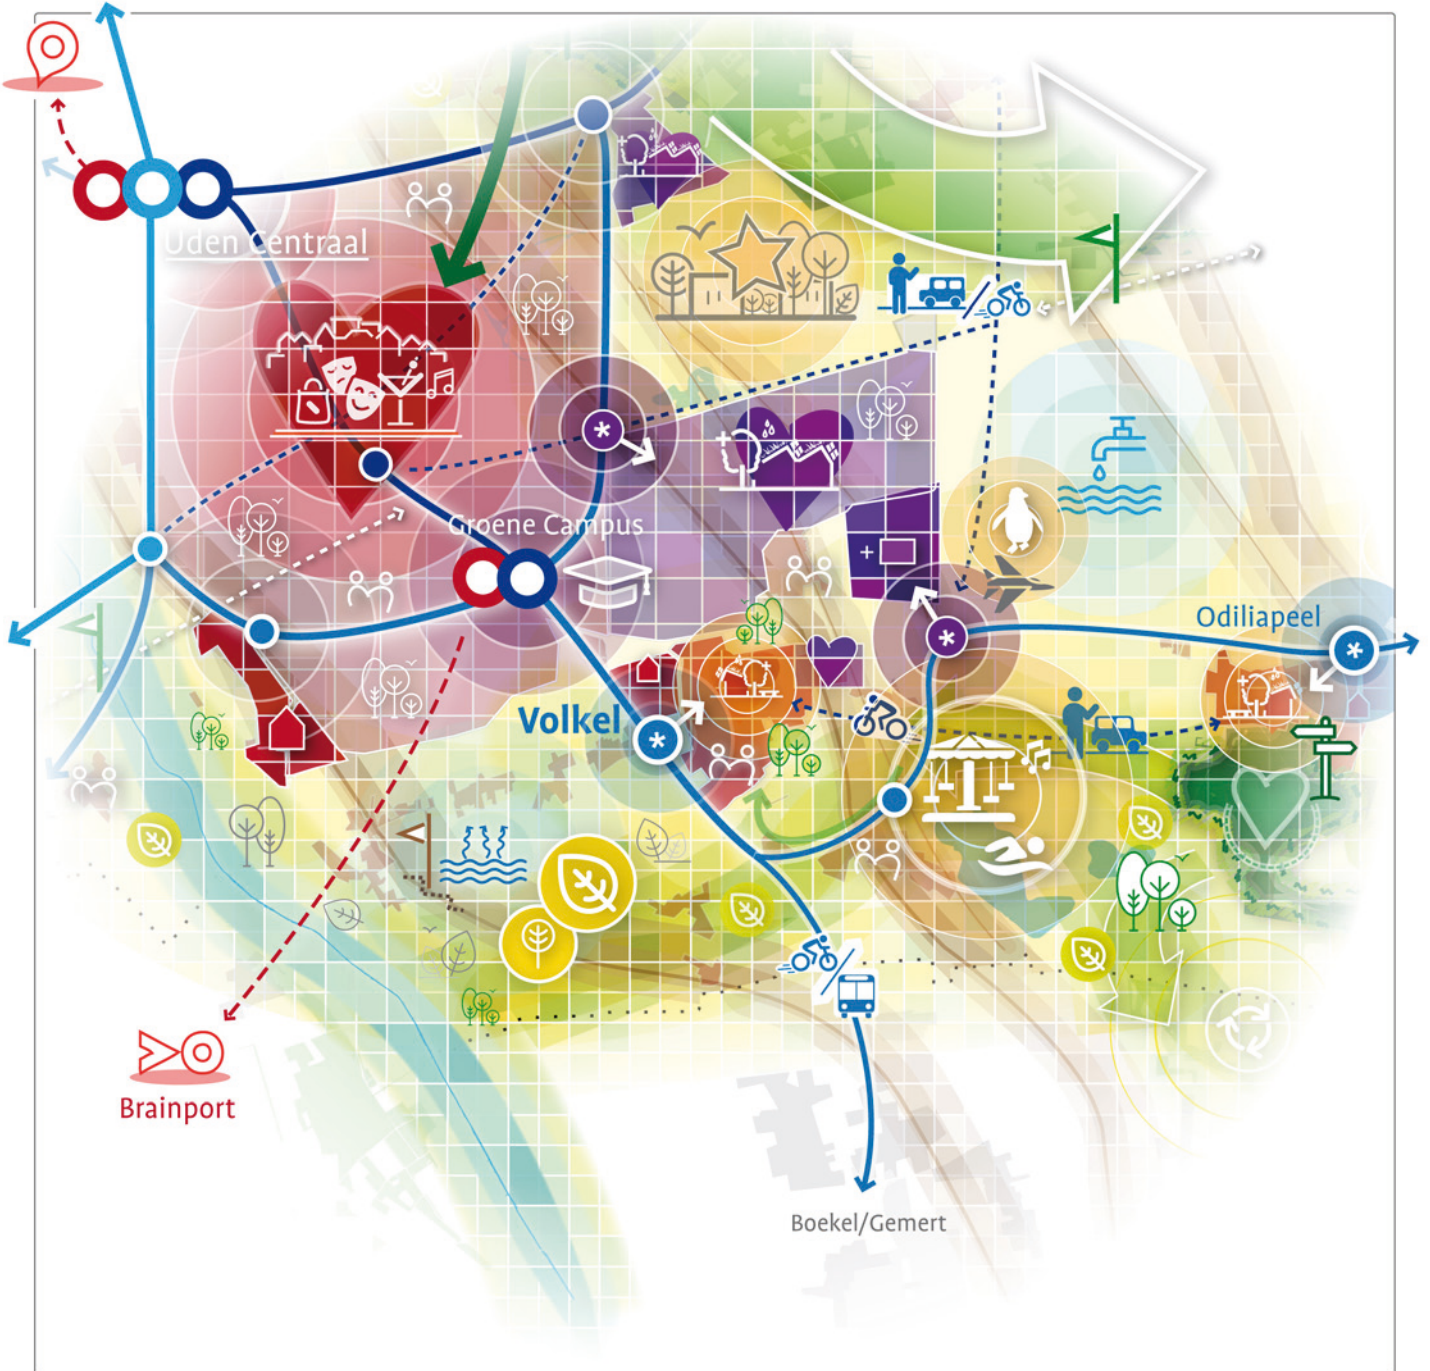 Uden Centraal
Groene Campus
Odiliapeel
Volkel
Brainport
Boekel/Gemert